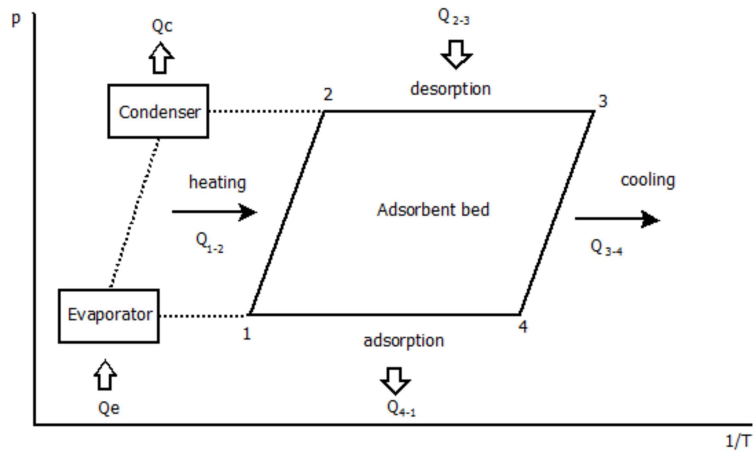 p
Qc
Q2-3
Condenser
2
desorption
3
heating
cooling
Adsorbent bed
Q1-2
Q3-4
Evaporator
1
4
adsorption
Qe
Q4-1
1/T